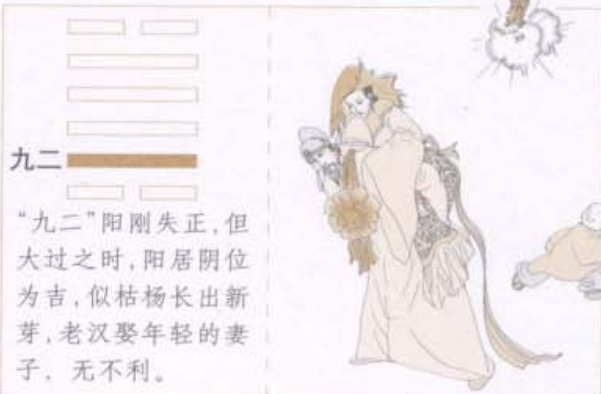 九二
“九二”阳刚失正,但
大过之时,阳居阴位
为吉,似枯杨长出新
芽,老汉娶年轻的妻
子,无不利。